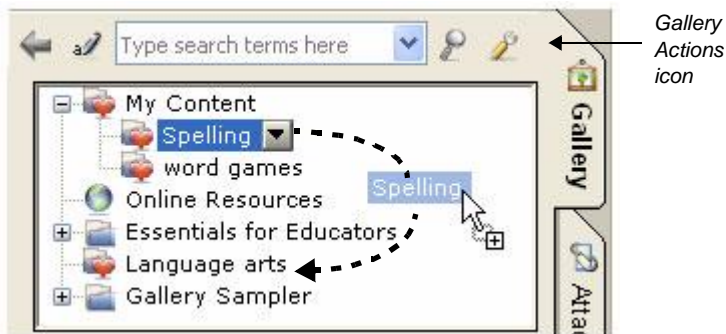 Type search terms here
Gallery
Actions
icon
My Content
Spelling
word games
Spelling
Online Resources
Essentials for Educators
Language arts
Gallery Sampler
Gallery